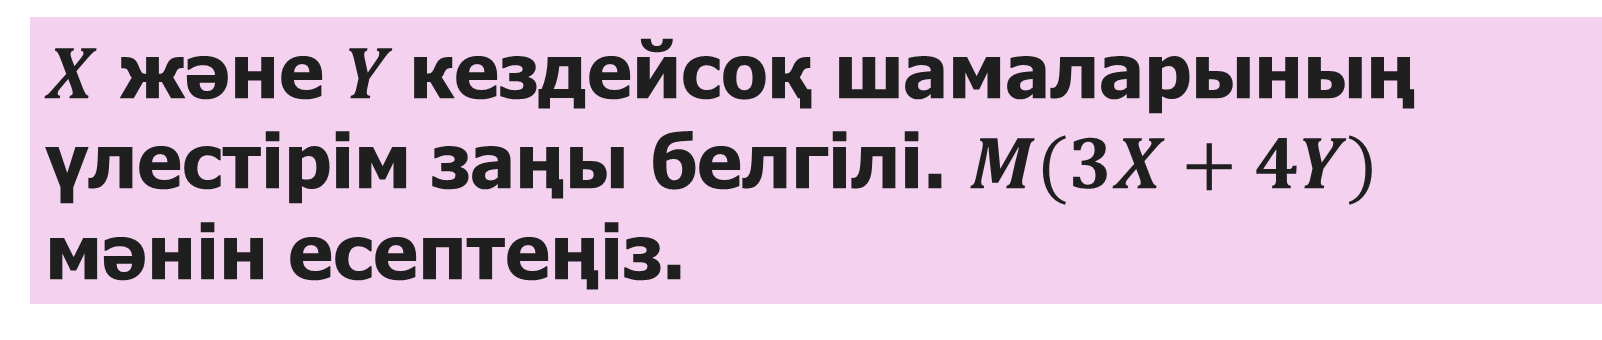 X және Y кездейсоқ шамаларының
үлестірім заңы белгілі. M(3X + 4Y)
мәнін есептеңіз.